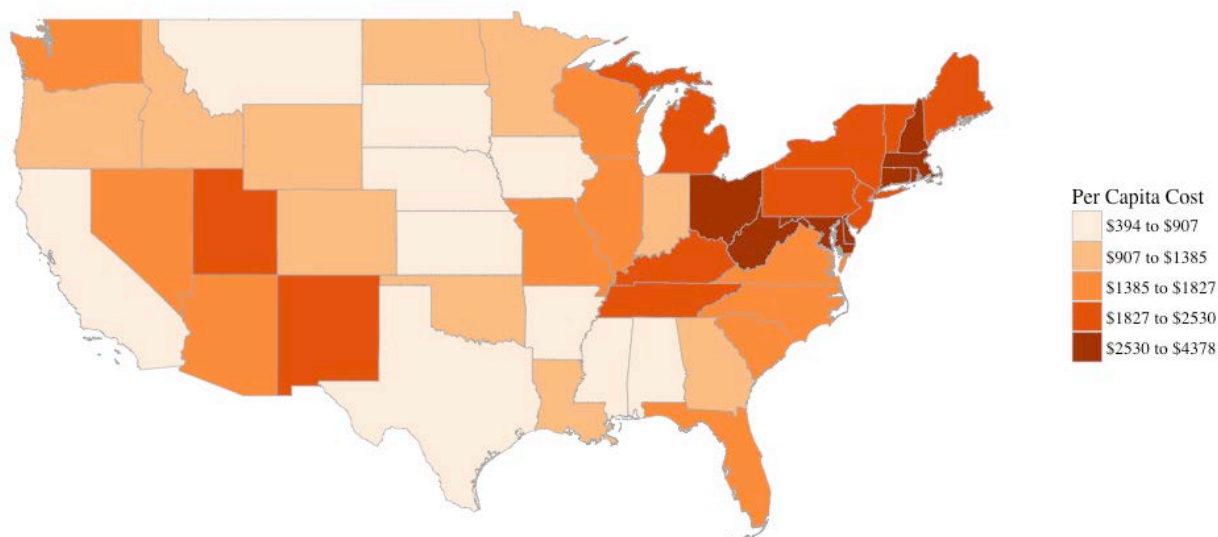 Per Capita Cost
$394 to $907
$907 to $1385
$1385 to $1827
$1827 to $2530
$2530 to $4378